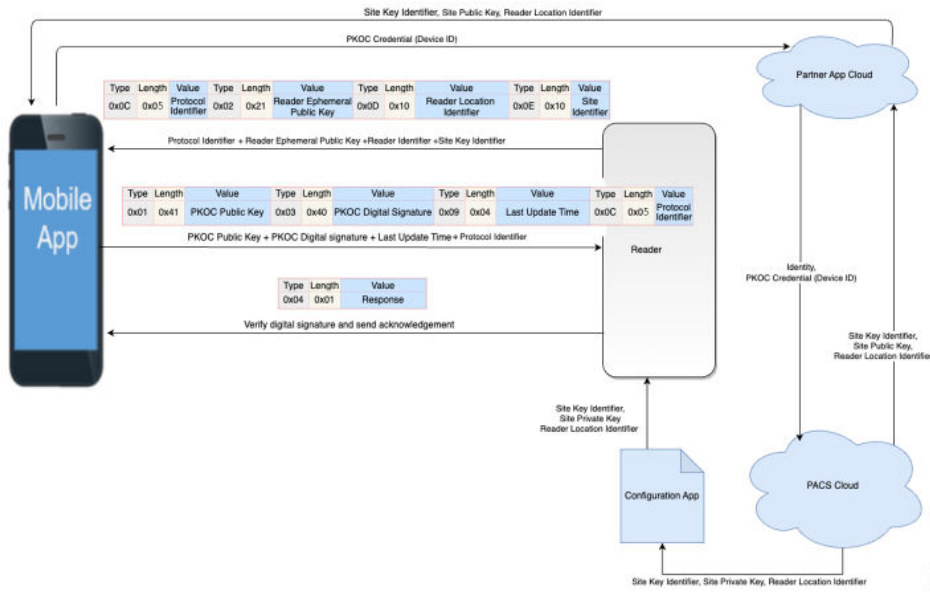 Site Key Identifier, Site Public Key, Reader Location Identifier
PKOC Credential (Device ID)
Partner App Cloud
Type Length Value Type Length Value Type Length Value Type Length Value
0x0C 0x05 Protocol Identifier 0x02 0x21 Reader Ephemeral Public Key 0x0D 0x10 Reader Location Identifier 0x0E 0x10 Site Identifier
Protocol Identifier + Reader Ephemeral Public Key +Reader Identifier +Site Key Identifier
Mobile
App
Type Length Value Type Length Value Type Length Value Type Length Value
0x01 0x41 PKOC Public Key 0x03 0x40 PKOC Digital Signature 0x09 0x04 Last Update Time 0x0C 0x05 Protocol Identifier
PKOC Public Key + PKOC Digital signature + Last Update Time + Protocol Identifier
Reader
Identity,
PKOC Credential (Device ID)
Type Length Value
0x04 0x01 Response
Verify digital signature and send acknowledgement
Site Key Identifier,
Site Public Key,
Reader Location Identifier
Site Key Identifier,
Site Private Key
Reader Location Identifier
Configuration App
PACS Cloud
Site Key Identifier, Site Private Key, Reader Location Identifier